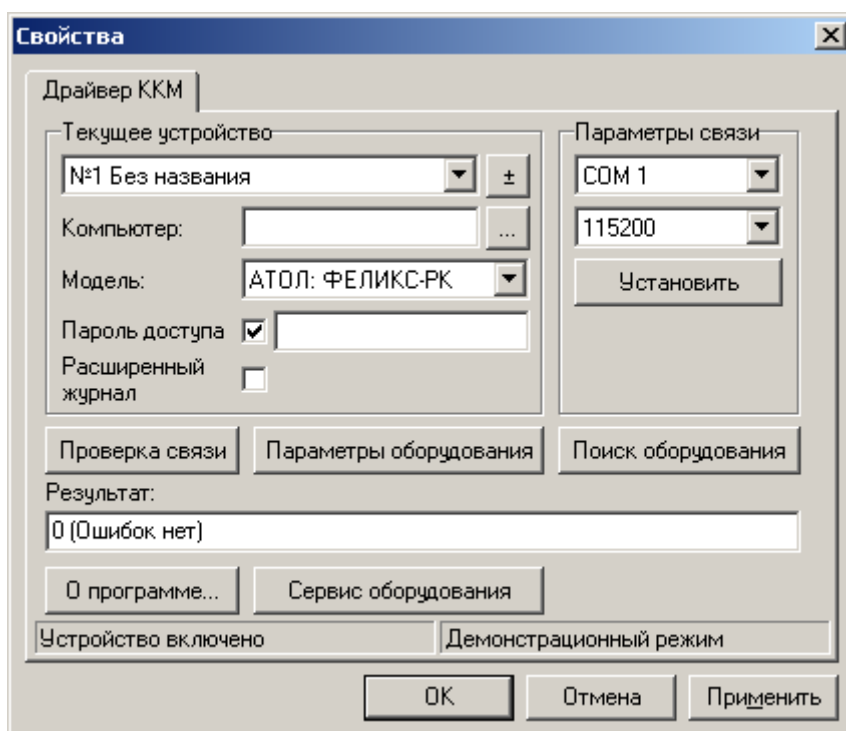 Свойства
Драйвер ККМ
Текущее устройство
Параметры связи
№1 Без названия
±
COM 1
Компьютер:
...
115200
Модель:
АТОЛ: ФЕЛИКС-РК
Установить
Пароль доступа
Расширенный
журнал
Проверка связи
Параметры оборудования
Поиск оборудования
Результат:
0 (Ошибок нет)
О программе...
Сервис оборудования
Устройство включено
Демонстрационный режим
OK
Отмена
Применить